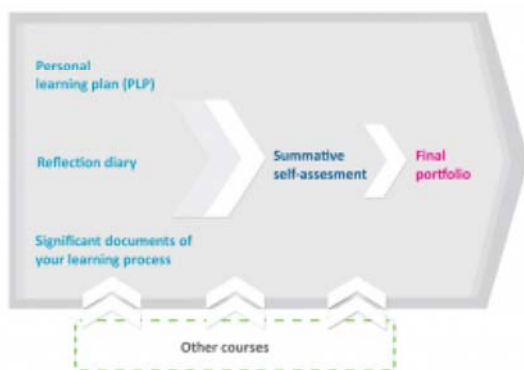 Personal
learning plan (PLP)
Reflection diary
Summative
self-assesment
Final
portfolio
Significant documents of
your learning process
Other courses